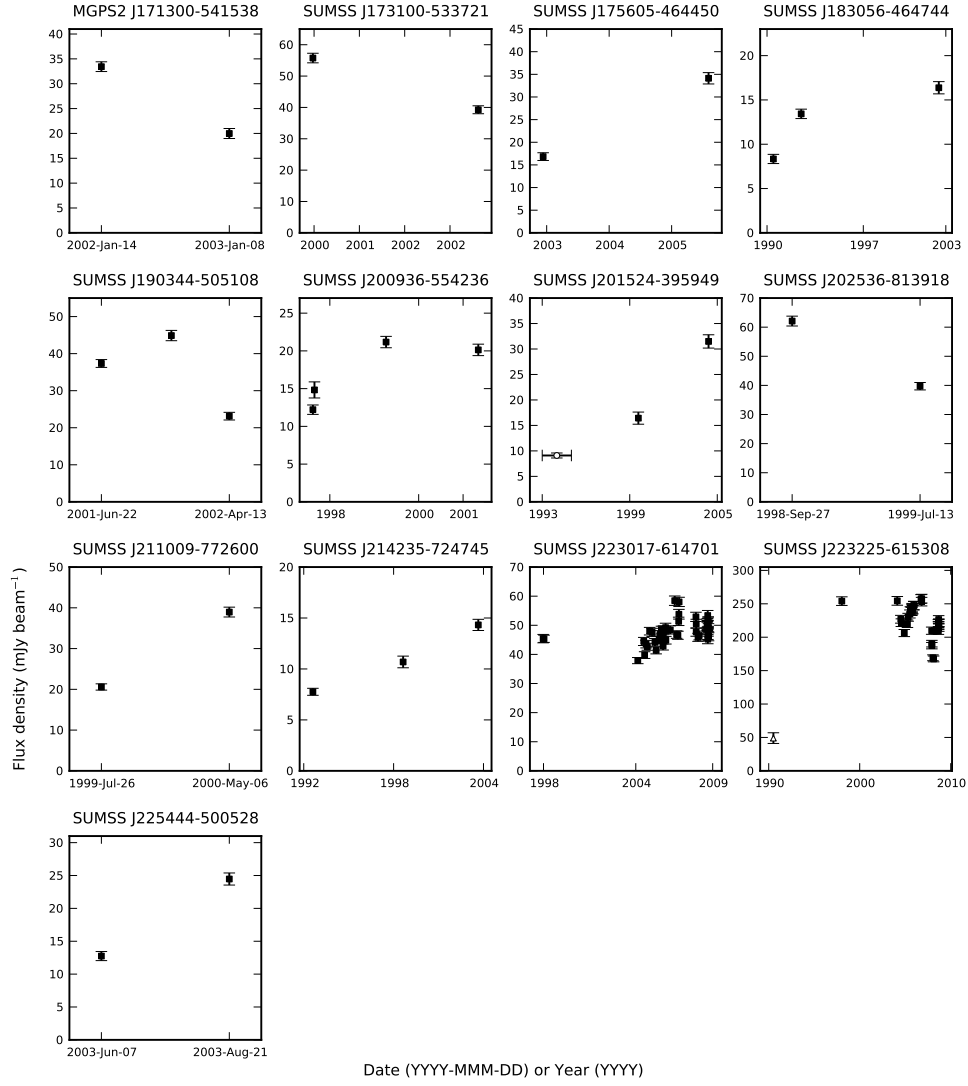 MGPS2 J171300-541538 SUMSS J173100-533721 SUMSS J175605-464450 SUMSS J183056-464744
40 35 30 25 20 15 10 5 0
2002-Jan-14 2003-Jan-08
60 50 40 30 20 10 0
2000 2001 2002 2002
45 40 35 30 25 20 15 10 5 0
2003 2004 2005
20 15 10 5 0
1990 1997 2003
SUMSS J190344-505108 SUMSS J200936-554236 SUMSS J201524-395949 SUMSS J202536-813918
50 40 30 20 10 0
2001-Jun-22 2002-Apr-13
25 20 15 10 5 0
1998 2000 2001
40 35 30 25 20 15 10 5 0
1993 1999 2005
70 60 50 40 30 20 10 0
1998-Sep-27 1999-Jul-13
SUMSS J211009-772600 SUMSS J214235-724745 SUMSS J223017-614701 SUMSS J223225-615308
50 40 30 20 10 0
1999-Jul-26 2000-May-06
20 15 10 5 0
1992 1998 2004
70 60 50 40 30 20 10 0
1998 2004 2009
300 250 200 150 100 50 0
1990 2000 2010
SUMSS J225444-500528
30 25 20 15 10 5 0
2003-Jun-07 2003-Aug-21
Flux density (mJy beam⁻¹)
Date (YYYY-MMM-DD) or Year (YYYY)